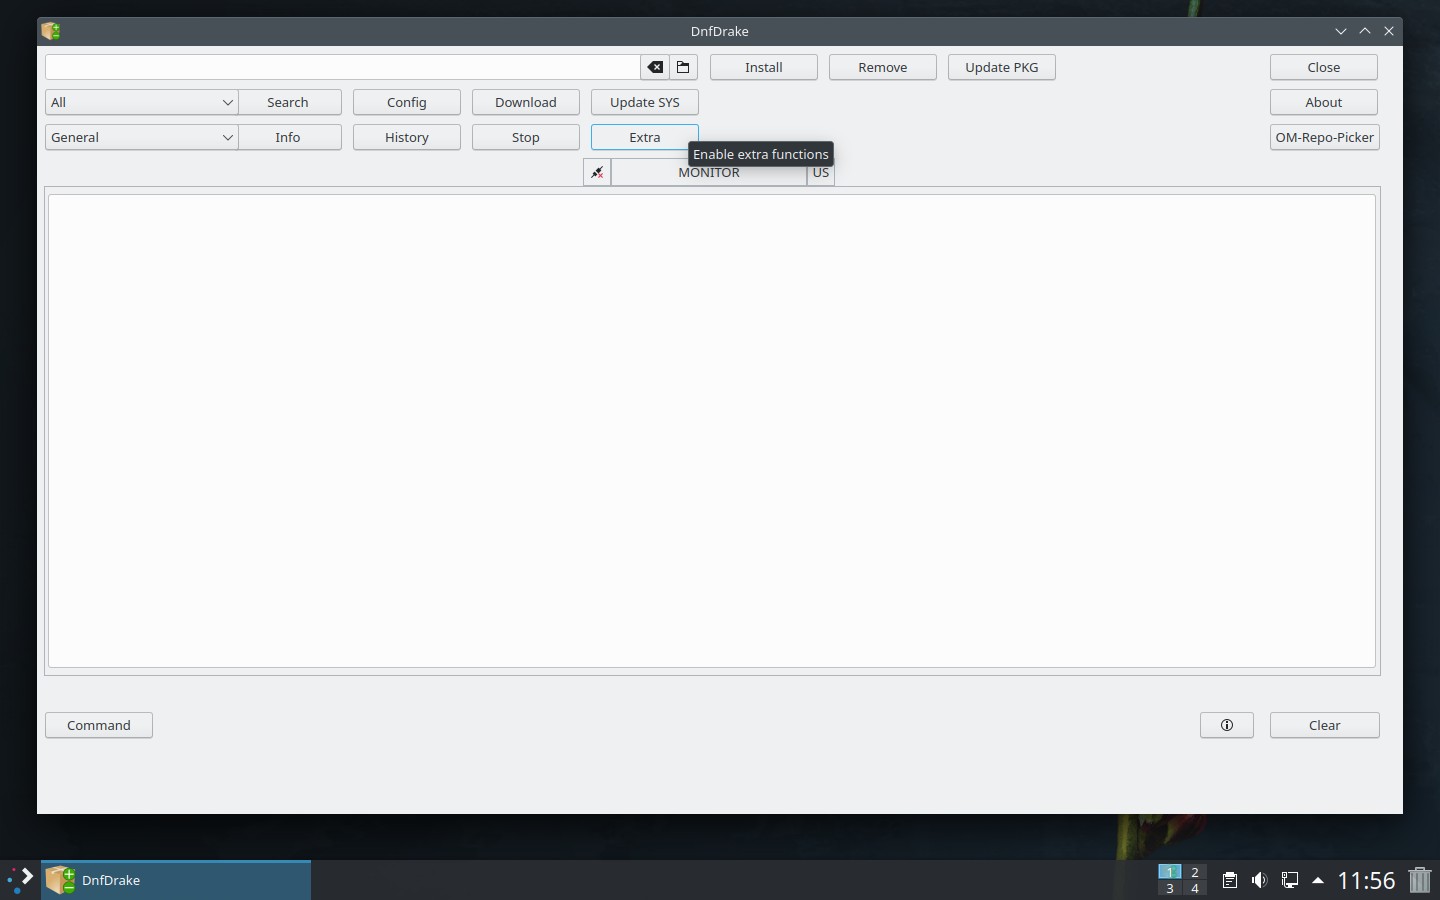 DnfDrake
Install Remove Update PKG Close
All Search Config Download Update SYS About
General Info History Stop Extra OM-Repo-Picker
Enable extra functions
MONITOR US
Command Clear
DnfDrake 1 2 3 4 11:56